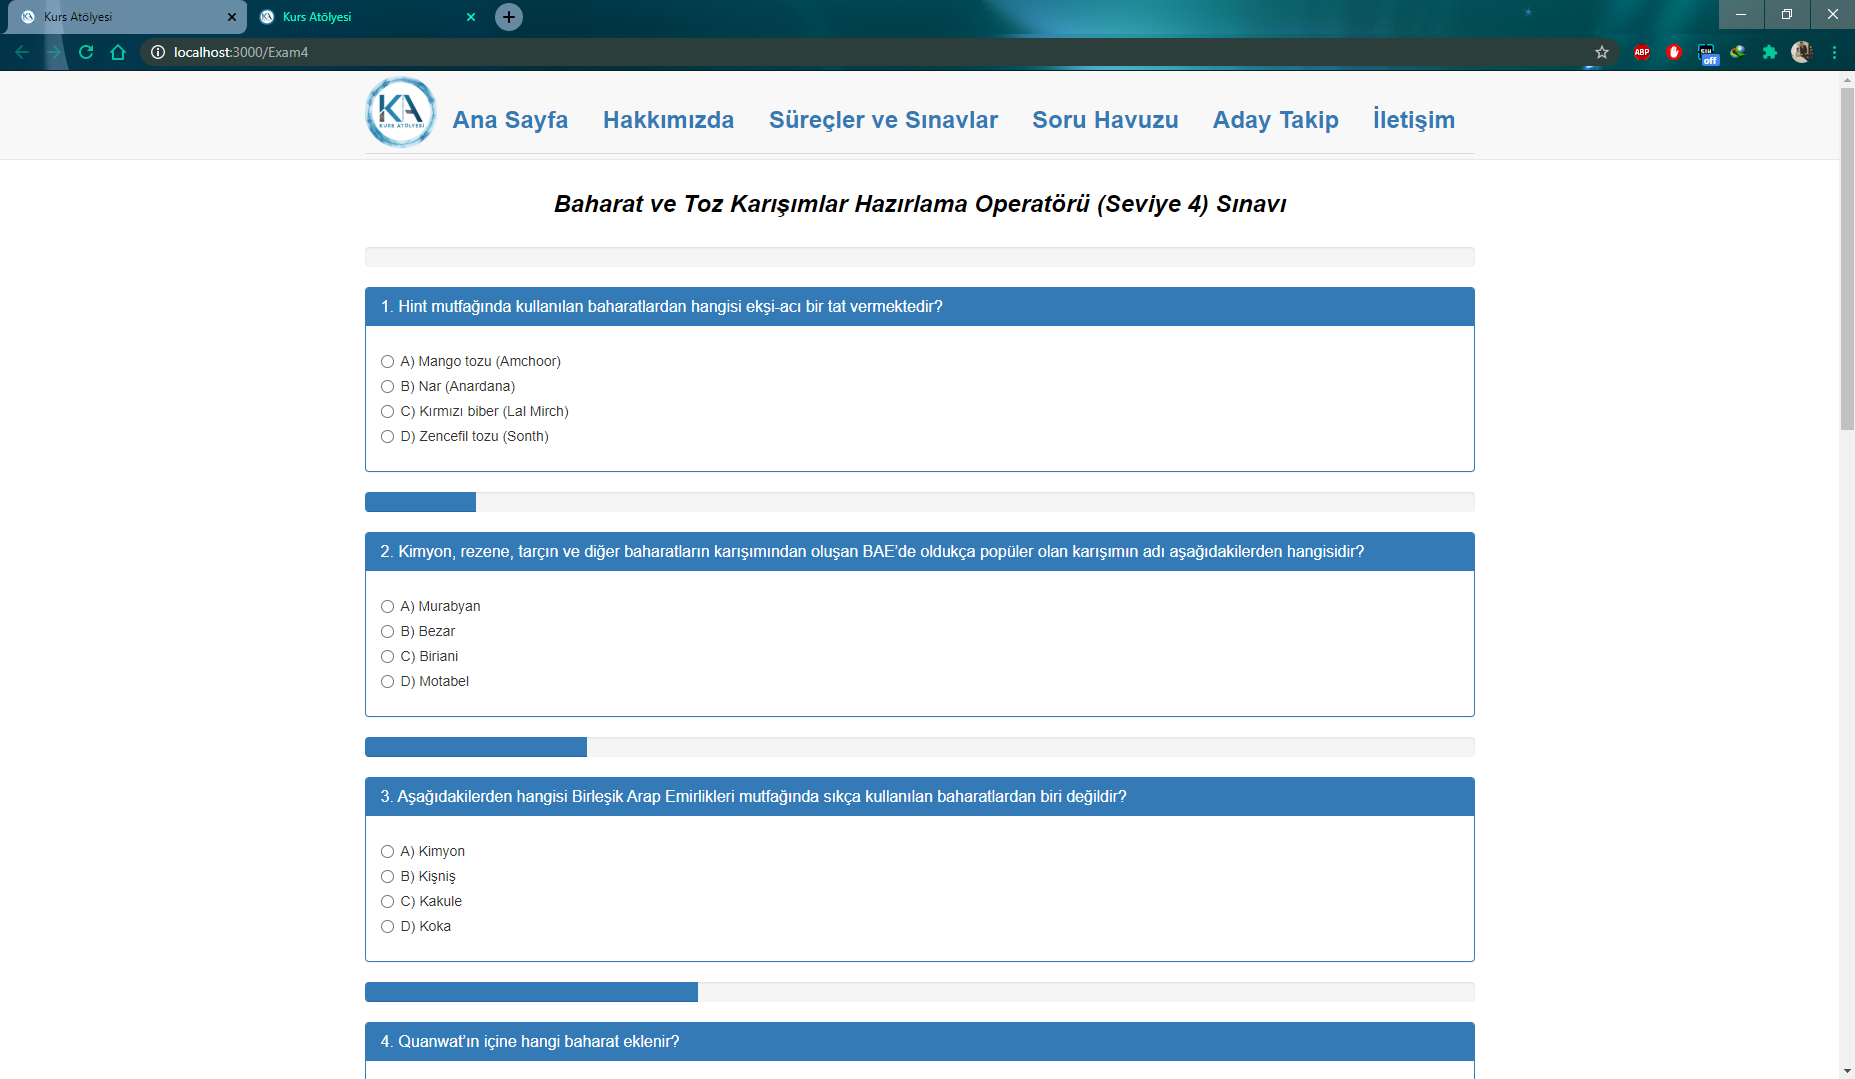 Kurs Atölyesi
Kurs Atölyesi
localhost:3000/Exam4
ABP
off
KA
KURS ATÖLYESİ
Ana Sayfa Hakkımızda Süreçler ve Sınavlar Soru Havuzu Aday Takip İletişim
Baharat ve Toz Karışımlar Hazırlama Operatörü (Seviye 4) Sınavı
1. Hint mutfağında kullanılan baharatlardan hangisi ekşi-acı bir tat vermektedir?
A) Mango tozu (Amchoor)
B) Nar (Anardana)
C) Kırmızı biber (Lal Mirch)
D) Zencefil tozu (Sonth)
2. Kimyon, rezene, tarçın ve diğer baharatların karışımından oluşan BAE'de oldukça popüler olan karışımın adı aşağıdakilerden hangisidir?
A) Murabyan
B) Bezar
C) Biriani
D) Motabel
3. Aşağıdakilerden hangisi Birleşik Arap Emirlikleri mutfağında sıkça kullanılan baharatlardan biri değildir?
A) Kimyon
B) Kişniş
C) Kakule
D) Koka
4. Quanwat'ın içine hangi baharat eklenir?